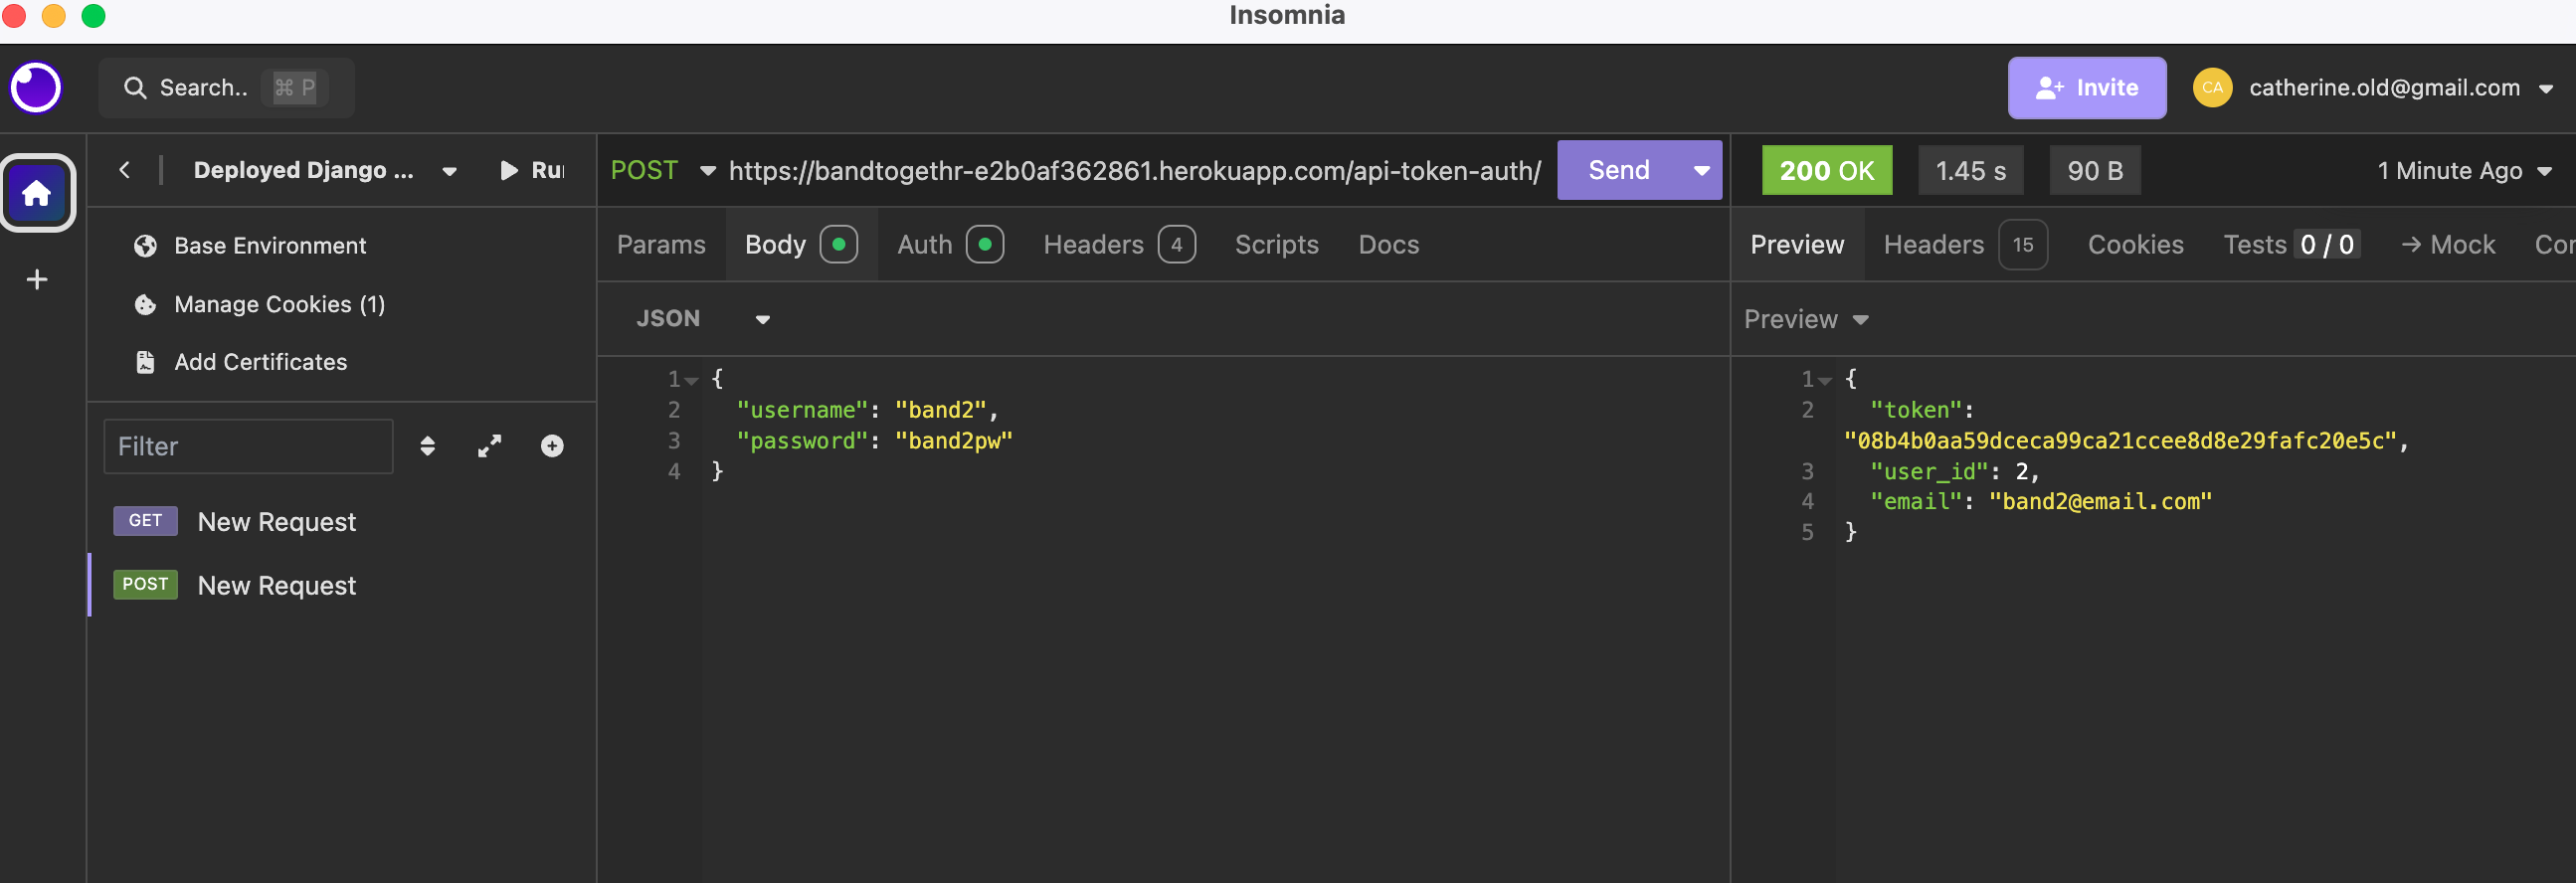 Insomnia
Search.. ⌘ P
Invite
CA catherine.old@gmail.com
Deployed Django ...
POST https://bandtogethr-e2b0af362861.herokuapp.com/api-token-auth/ Send
200 OK 1.45 s 90 B 1 Minute Ago
Base Environment
Manage Cookies (1)
Add Certificates
Filter
GET New Request
POST New Request
Params Body Auth Headers 4 Scripts Docs
JSON
1 {
2 "username": "band2",
3 "password": "band2pw"
4 }
Preview Headers 15 Cookies Tests 0 / 0 → Mock
Preview
1 {
2 "token":
"08b4b0aa59dceca99ca21ccee8d8e29fafc20e5c",
3 "user_id": 2,
4 "email": "band2@email.com"
5 }